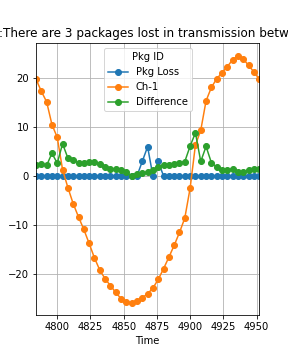 :There are 3 packages lost in transmission betw
Pkg ID
Pkg Loss
Ch-1
Difference
20
10
0
−10
−20
4800
4825
4850
4875
4900
4925
4950
Time